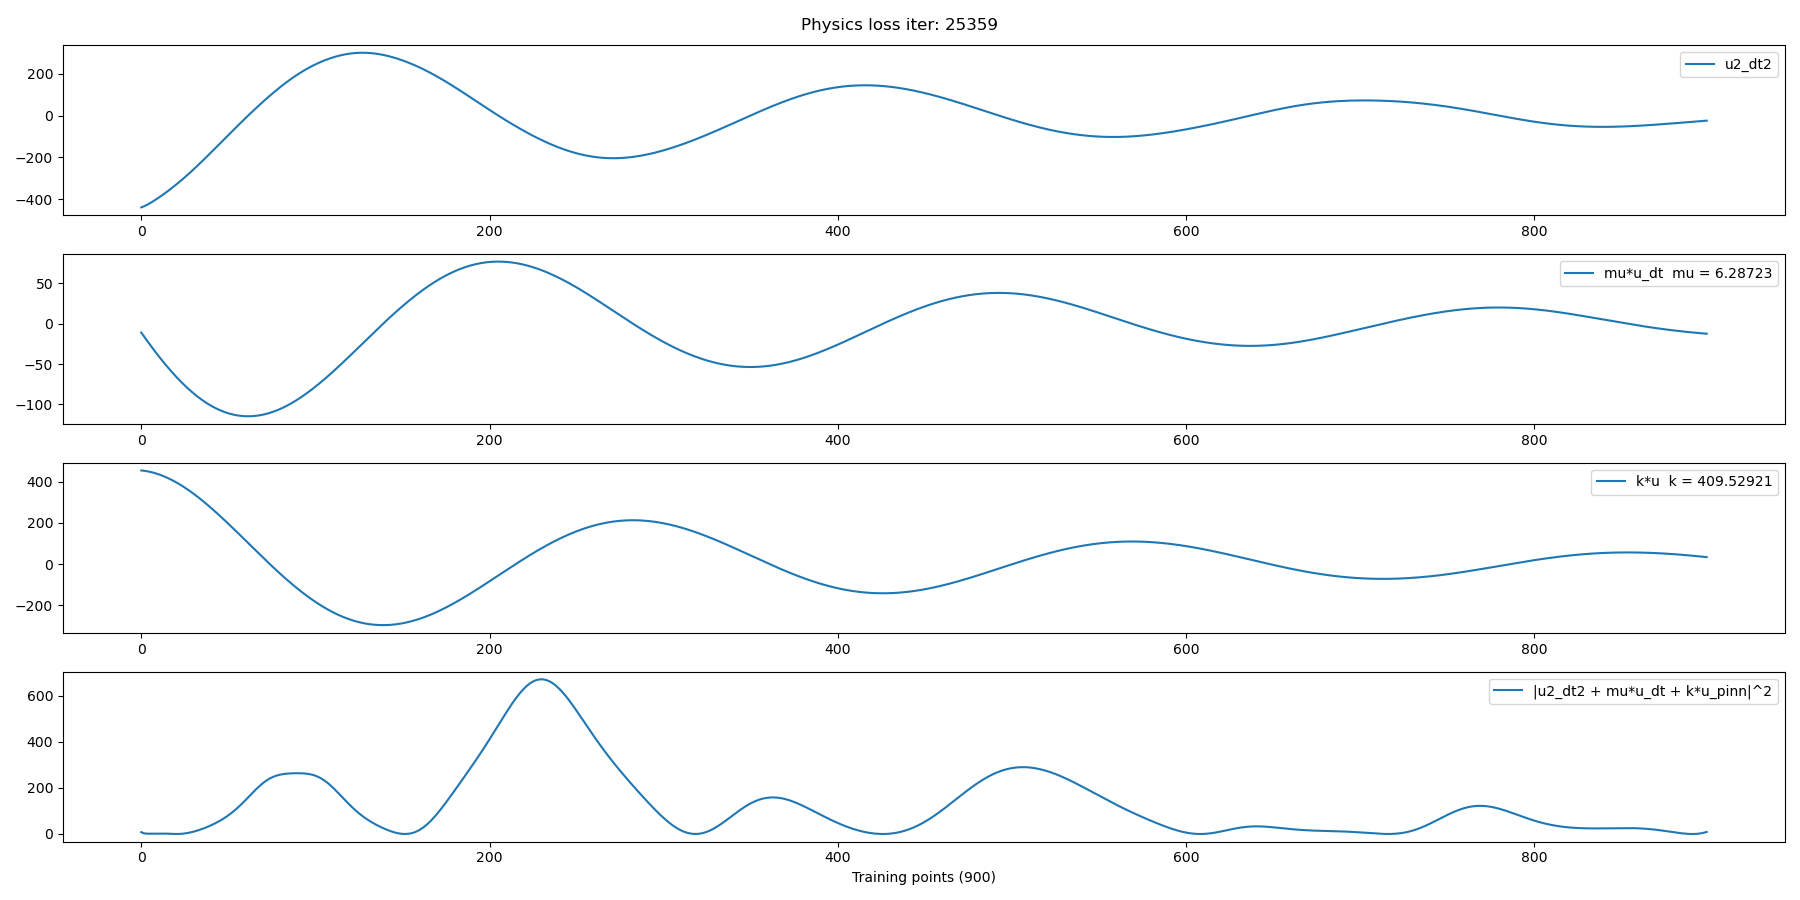 Physics loss iter: 25359
u2_dt2
200
0
−200
−400
0 200 400 600 800
mu*u_dt  mu = 6.28723
50
0
−50
−100
0 200 400 600 800
k*u  k = 409.52921
400
200
0
−200
0 200 400 600 800
|u2_dt2 + mu*u_dt + k*u_pinn|^2
600
400
200
0
0 200 400 600 800
Training points (900)